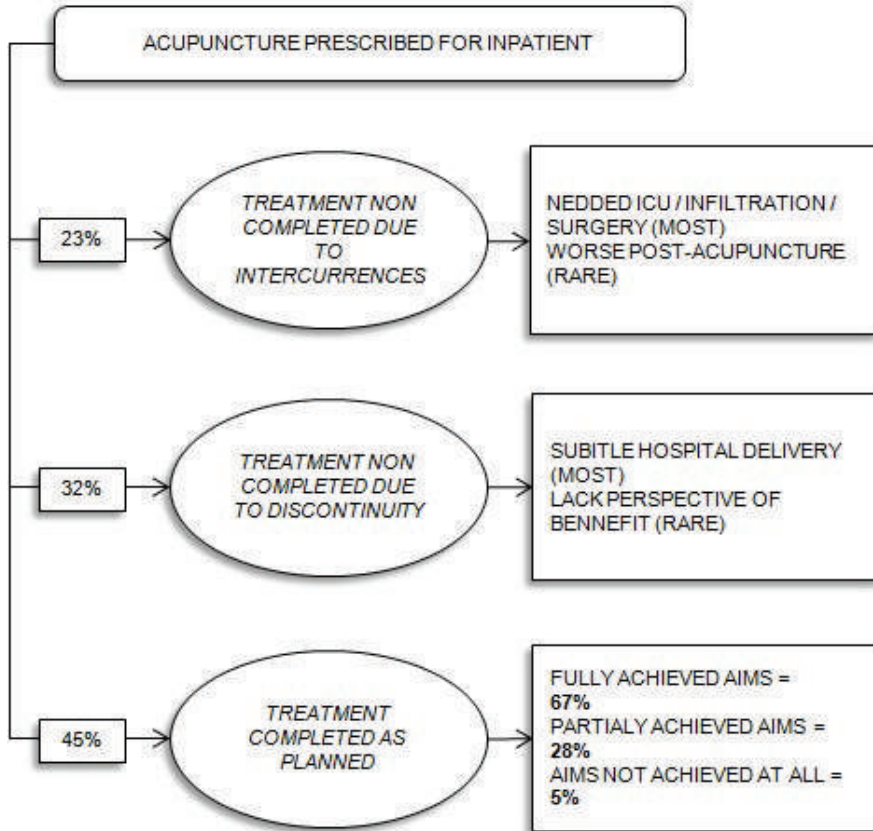 ACUPUNCTURE PRESCRIBED FOR INPATIENT
23%
TREATMENT NON
COMPLETED DUE
TO
INTERCURRENCES
NEDDED ICU / INFILTRATION /
SURGERY (MOST)
WORSE POST-ACUPUNCTURE
(RARE)
32%
TREATMENT NON
COMPLETED DUE
TO DISCONTINUITY
SUBITLE HOSPITAL DELIVERY
(MOST)
LACK PERSPECTIVE OF
BENNEFIT (RARE)
45%
TREATMENT
COMPLETED AS
PLANNED
FULLY ACHIEVED AIMS =
67%
PARTIALY ACHIEVED AIMS =
28%
AIMS NOT ACHIEVED AT ALL =
5%